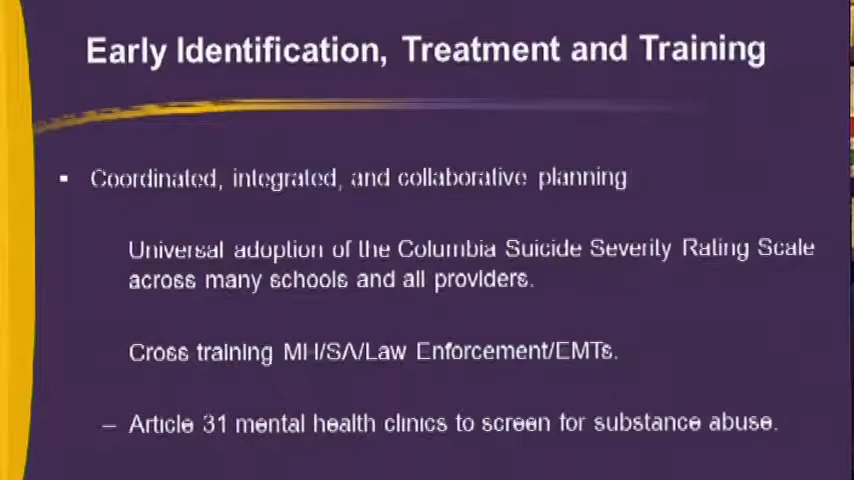 Early Identification, Treatment and Training
▪ Coordinated, integrated, and collaborative planning
Universal adoption of the Columbia Suicide Severity Rating Scale
across many schools and all providers.
Cross training MH/SA/Law Enforcement/EMTs.
– Article 31 mental health clinics to screen for substance abuse.